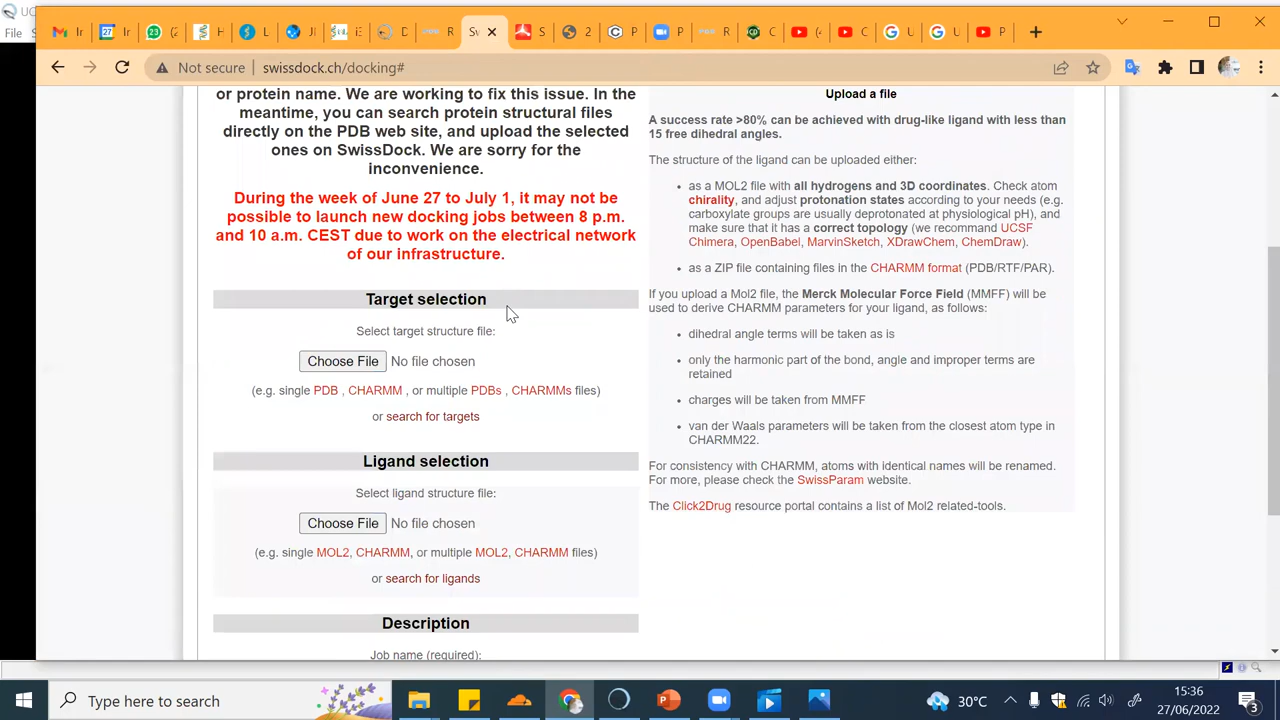 UC
File
Ir
Ir
(2
H
L
Jl
iE
D
R
Sw
S
2
P
P
R
C
(4
C
U
U
P
Not secure
swissdock.ch/docking#
or protein name. We are working to fix this issue. In the
meantime, you can search protein structural files
directly on the PDB web site, and upload the selected
ones on SwissDock. We are sorry for the
inconvenience.
During the week of June 27 to July 1, it may not be
possible to launch new docking jobs between 8 p.m.
and 10 a.m. CEST due to work on the electrical network
of our infrastructure.
Target selection
Select target structure file:
Choose File No file chosen
(e.g. single PDB , CHARMM , or multiple PDBs , CHARMMs files)
or search for targets
Ligand selection
Select ligand structure file:
Choose File No file chosen
(e.g. single MOL2, CHARMM, or multiple MOL2, CHARMM files)
or search for ligands
Description
Job name (required):
Upload a file
A success rate >80% can be achieved with drug-like ligand with less than
15 free dihedral angles.
The structure of the ligand can be uploaded either:
as a MOL2 file with all hydrogens and 3D coordinates. Check atom
chirality, and adjust protonation states according to your needs (e.g.
carboxylate groups are usually deprotonated at physiological pH), and
make sure that it has a correct topology (we recommend UCSF
Chimera, OpenBabel, MarvinSketch, XDrawChem, ChemDraw).
as a ZIP file containing files in the CHARMM format (PDB/RTF/PAR).
If you upload a Mol2 file, the Merck Molecular Force Field (MMFF) will be
used to derive CHARMM parameters for your ligand, as follows:
dihedral angle terms will be taken as is
only the harmonic part of the bond, angle and improper terms are
retained
charges will be taken from MMFF
van der Waals parameters will be taken from the closest atom type in
CHARMM22.
For consistency with CHARMM, atoms with identical names will be renamed.
For more, please check the SwissParam website.
The Click2Drug resource portal contains a list of Mol2 related-tools.
Type here to search
30°C
15:36
27/06/2022
3